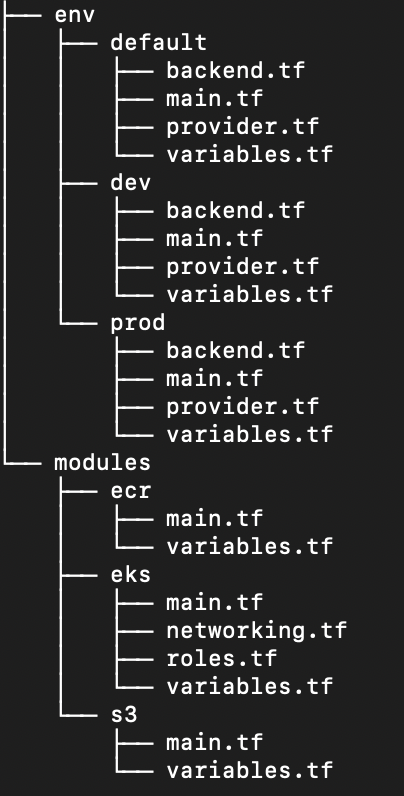 ├── env
│   ├── default
│   │   ├── backend.tf
│   │   ├── main.tf
│   │   ├── provider.tf
│   │   └── variables.tf
│   ├── dev
│   │   ├── backend.tf
│   │   ├── main.tf
│   │   ├── provider.tf
│   │   └── variables.tf
│   └── prod
│       ├── backend.tf
│       ├── main.tf
│       ├── provider.tf
│       └── variables.tf
└── modules
    ├── ecr
    │   ├── main.tf
    │   └── variables.tf
    ├── eks
    │   ├── main.tf
    │   ├── networking.tf
    │   ├── roles.tf
    │   └── variables.tf
    └── s3
        ├── main.tf
        └── variables.tf